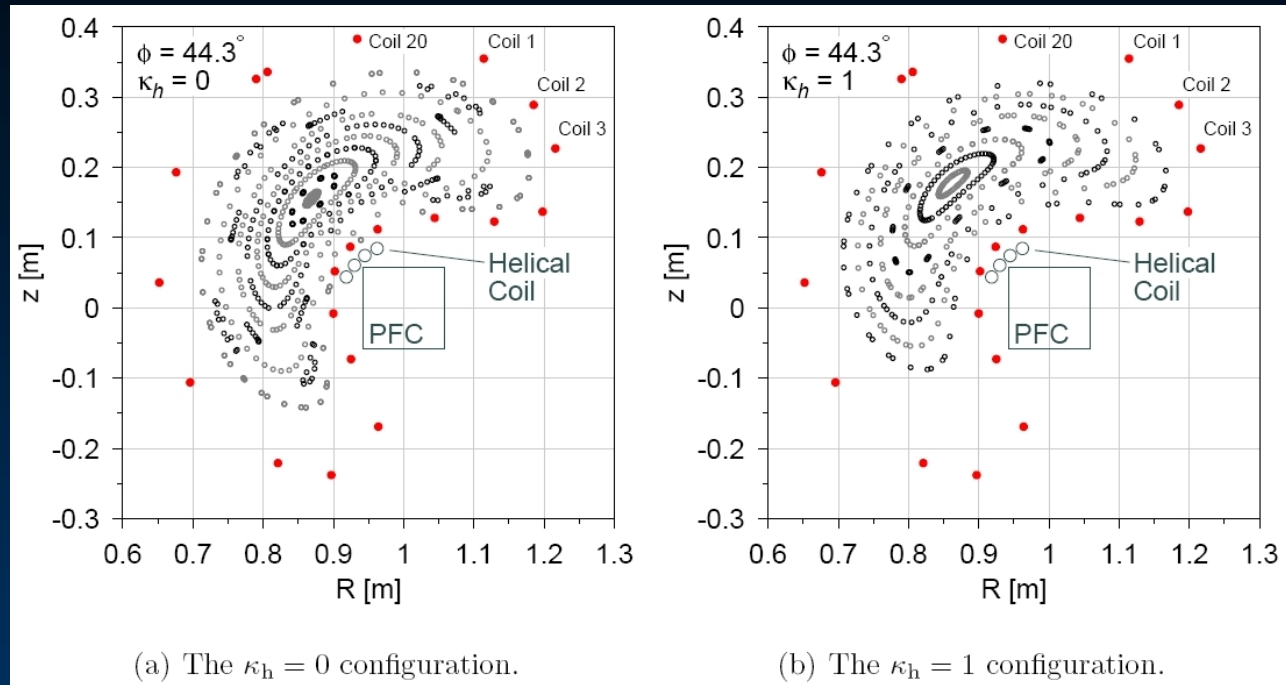 ϕ = 44.3°
κh = 0
Coil 20
Coil 1
Coil 2
Coil 3
Helical
Coil
PFC
z [m]
0.4
0.3
0.2
0.1
0
-0.1
-0.2
-0.3
0.6 0.7 0.8 0.9 1 1.1 1.2 1.3
R [m]
(a) The κh = 0 configuration.
ϕ = 44.3°
κh = 1
Coil 20
Coil 1
Coil 2
Coil 3
Helical
Coil
PFC
z [m]
0.4
0.3
0.2
0.1
0
-0.1
-0.2
-0.3
0.6 0.7 0.8 0.9 1 1.1 1.2 1.3
R [m]
(b) The κh = 1 configuration.